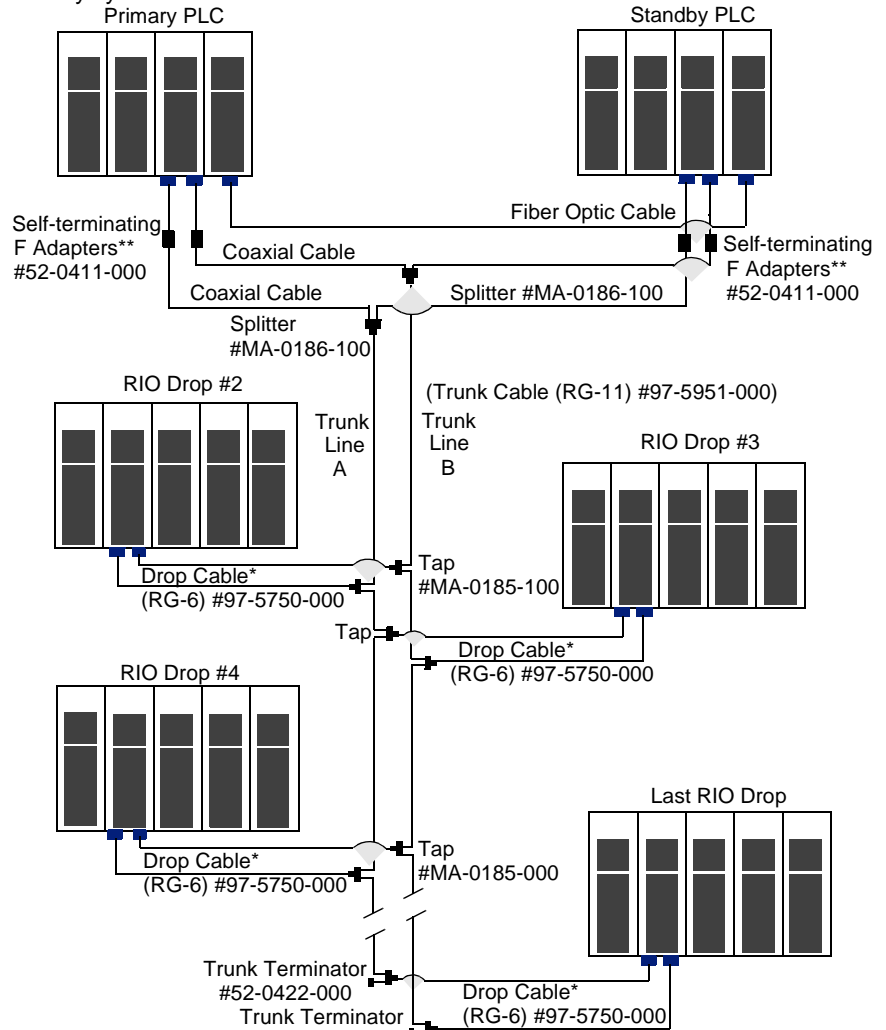 Primary PLC
Standby PLC
Fiber Optic Cable
Self-terminating
F Adapters**
#52-0411-000
Coaxial Cable
Self-terminating
F Adapters**
#52-0411-000
Coaxial Cable
Splitter #MA-0186-100
Splitter
#MA-0186-100
RIO Drop #2
(Trunk Cable (RG-11) #97-5951-000)
Trunk
Line
A
Trunk
Line
B
RIO Drop #3
Tap
#MA-0185-100
Drop Cable*
(RG-6) #97-5750-000
Tap
Drop Cable*
(RG-6) #97-5750-000
RIO Drop #4
Last RIO Drop
Tap
#MA-0185-000
Drop Cable*
(RG-6) #97-5750-000
Trunk Terminator
#52-0422-000
Drop Cable*
(RG-6) #97-5750-000
Trunk Terminator